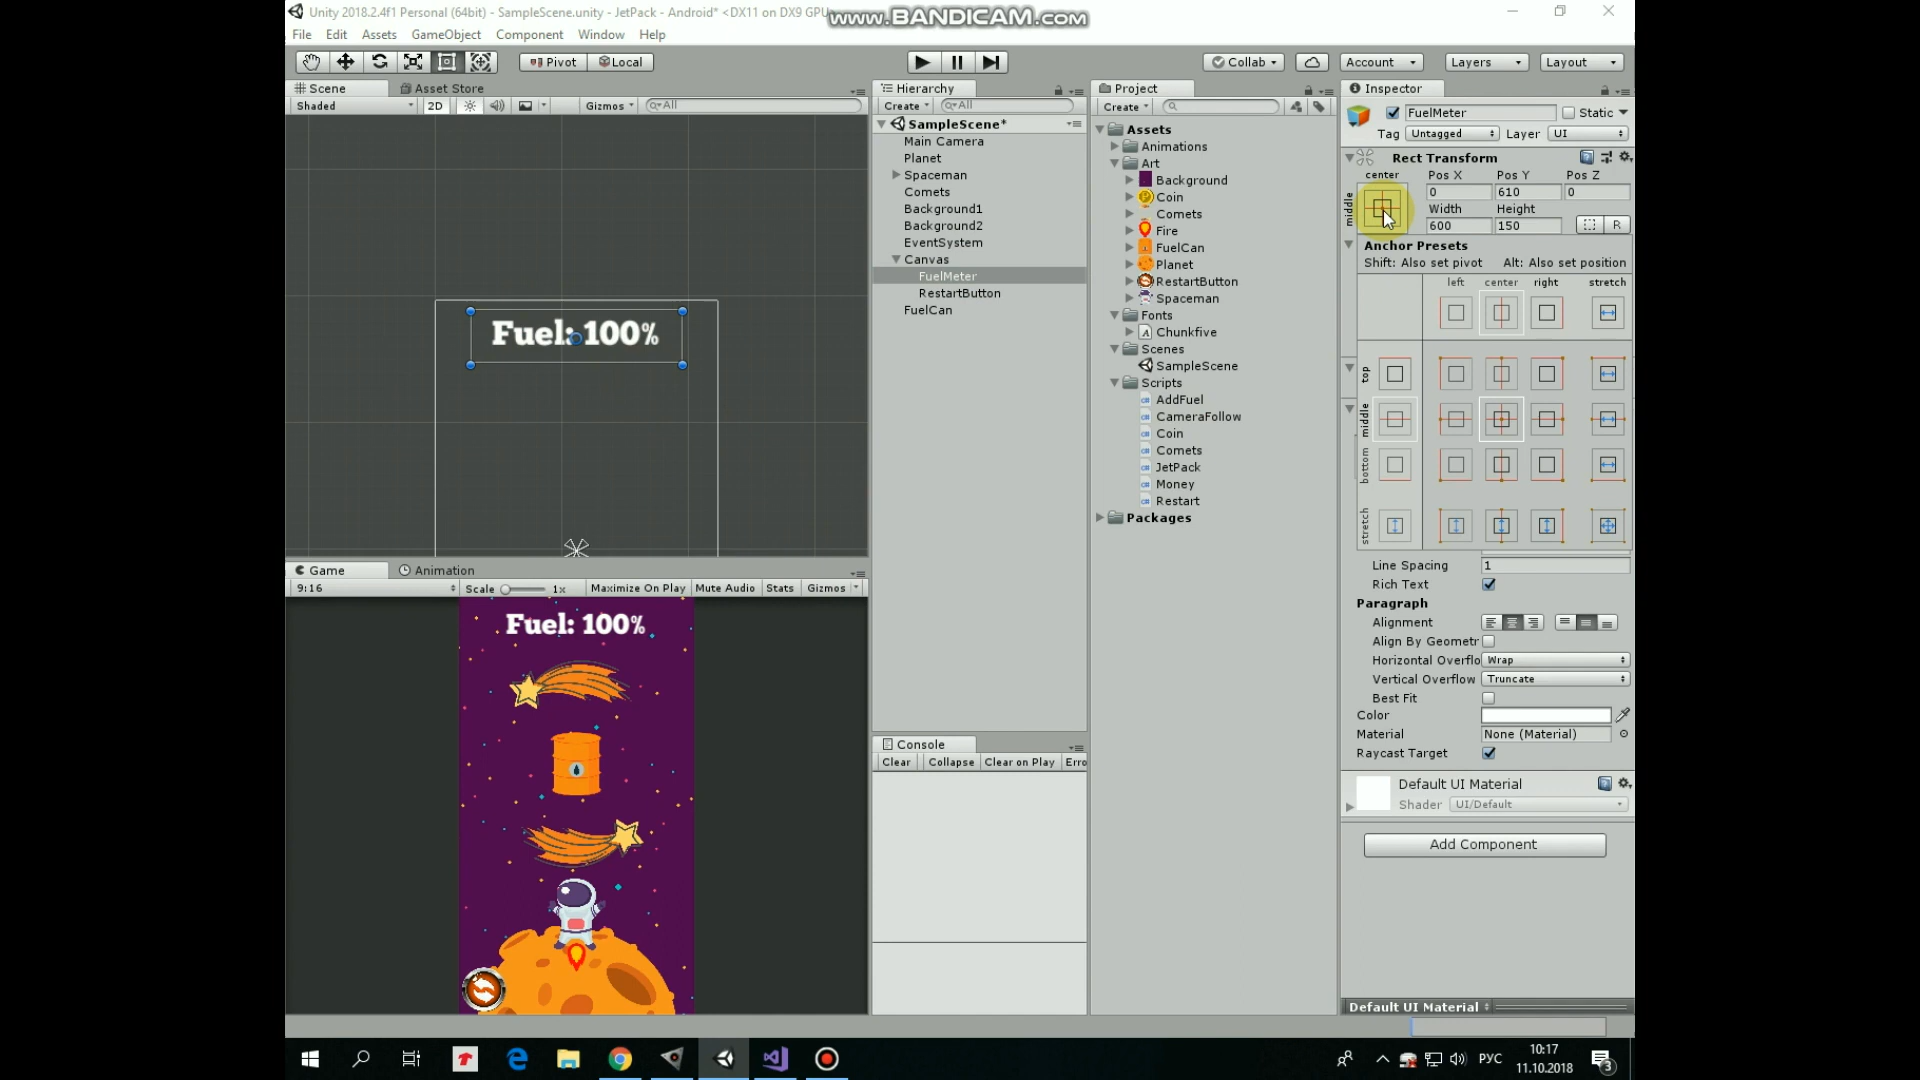 Unity 2018.2.4f1 Personal (64bit) - SampleScene.unity - JetPack - Android* <DX11 on DX9 GPU>
www.BANDICAM.com
File Edit Assets GameObject Component Window Help
Pivot Local Collab Account Layers Layout
Scene Asset Store
Shaded 2D Gizmos All
Fuel: 100%
Game Animation
9:16 Scale 1x Maximize On Play Mute Audio Stats Gizmos
Fuel: 100%
Hierarchy
Create All
SampleScene*
Main Camera
Planet
Spaceman
Comets
Background1
Background2
EventSystem
Canvas
FuelMeter
RestartButton
FuelCan
Console
Clear Collapse Clear on Play Erro
Project
Create
Assets
Animations
Art
Background
Coin
Comets
Fire
FuelCan
Planet
RestartButton
Spaceman
Fonts
Chunkfive
Scenes
SampleScene
Scripts
AddFuel
CameraFollow
Coin
Comets
JetPack
Money
Restart
Packages
Inspector
FuelMeter Static
Tag Untagged Layer UI
Rect Transform
center Pos X Pos Y Pos Z
middle 0 610 0
Width Height
600 150 R
Anchor Presets
Shift: Also set pivot Alt: Also set position
left center right stretch
top
middle
bottom
stretch
Line Spacing 1
Rich Text
Paragraph
Alignment
Align By Geometr
Horizontal Overflo Wrap
Vertical Overflow Truncate
Best Fit
Color
Material None (Material)
Raycast Target
Default UI Material
Shader UI/Default
Add Component
Default UI Material
РУС 10:17
11.10.2018 3